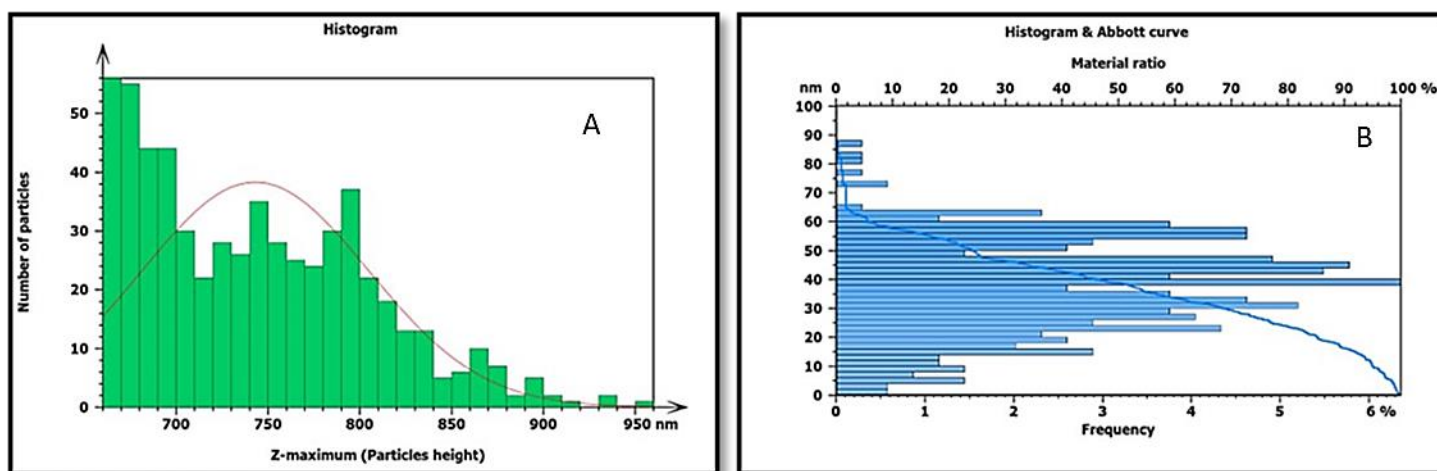 Histogram
A
Number of particles
50
40
30
20
10
0
700 750 800 850 900 950 nm
Z-maximum (Particles height)
Histogram & Abbott curve
Material ratio
nm 0 10 20 30 40 50 60 70 80 90 100 %
B
100
90
80
70
60
50
40
30
20
10
0
0 1 2 3 4 5 6 %
Frequency